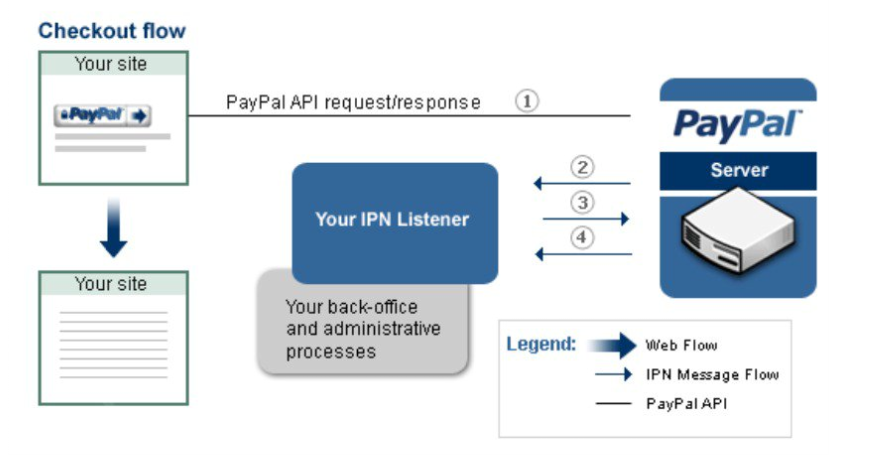 Checkout flow
Your site
PayPal
PayPal API request/response 1
PayPal
Server
2
3
4
Your IPN Listener
Your back-office
and administrative
processes
Your site
Legend:
Web Flow
IPN Message Flow
PayPal API